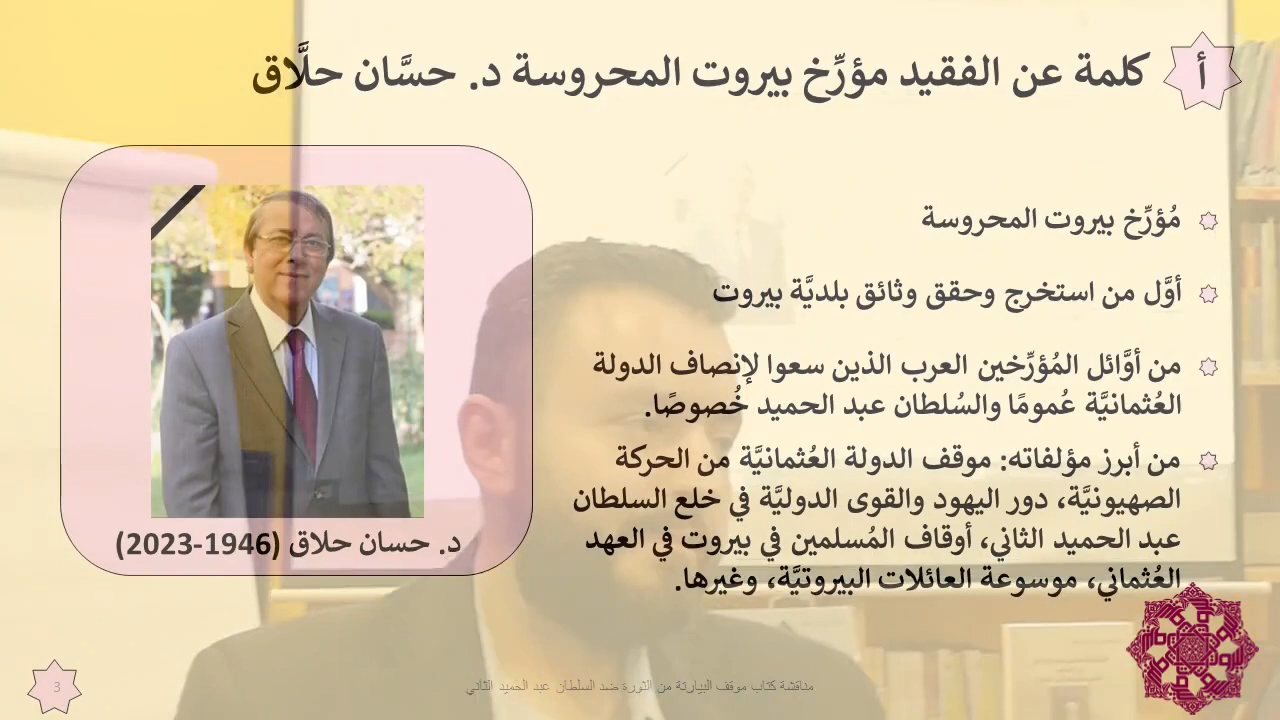 أ
كلمة عن الفقيد مؤرِّخ بيروت المحروسة د. حسَّان حلَّاق
مُؤرِّخ بيروت المحروسة
أوَّل من استخرج وحقق وثائق بلديَّة بيروت
من أوَّائل المُؤرِّخين العرب الذين سعوا لإنصاف الدولة
العُثمانيَّة عُمومًا والسُلطان عبد الحميد خُصوصًا.
من أبرز مؤلفاته: موقف الدولة العُثمانيَّة من الحركة
الصهيونيَّة، دور اليهود والقوى الدوليَّة في خلع السلطان
عبد الحميد الثاني، أوقاف المُسلمين في بيروت في العهد
العُثماني، موسوعة العائلات البيروتيَّة، وغيرها.
د. حسان حلاق (1946-2023)
مناقشة كتاب موقف البيارتة من الثورة ضد السلطان عبد الحميد الثاني
3